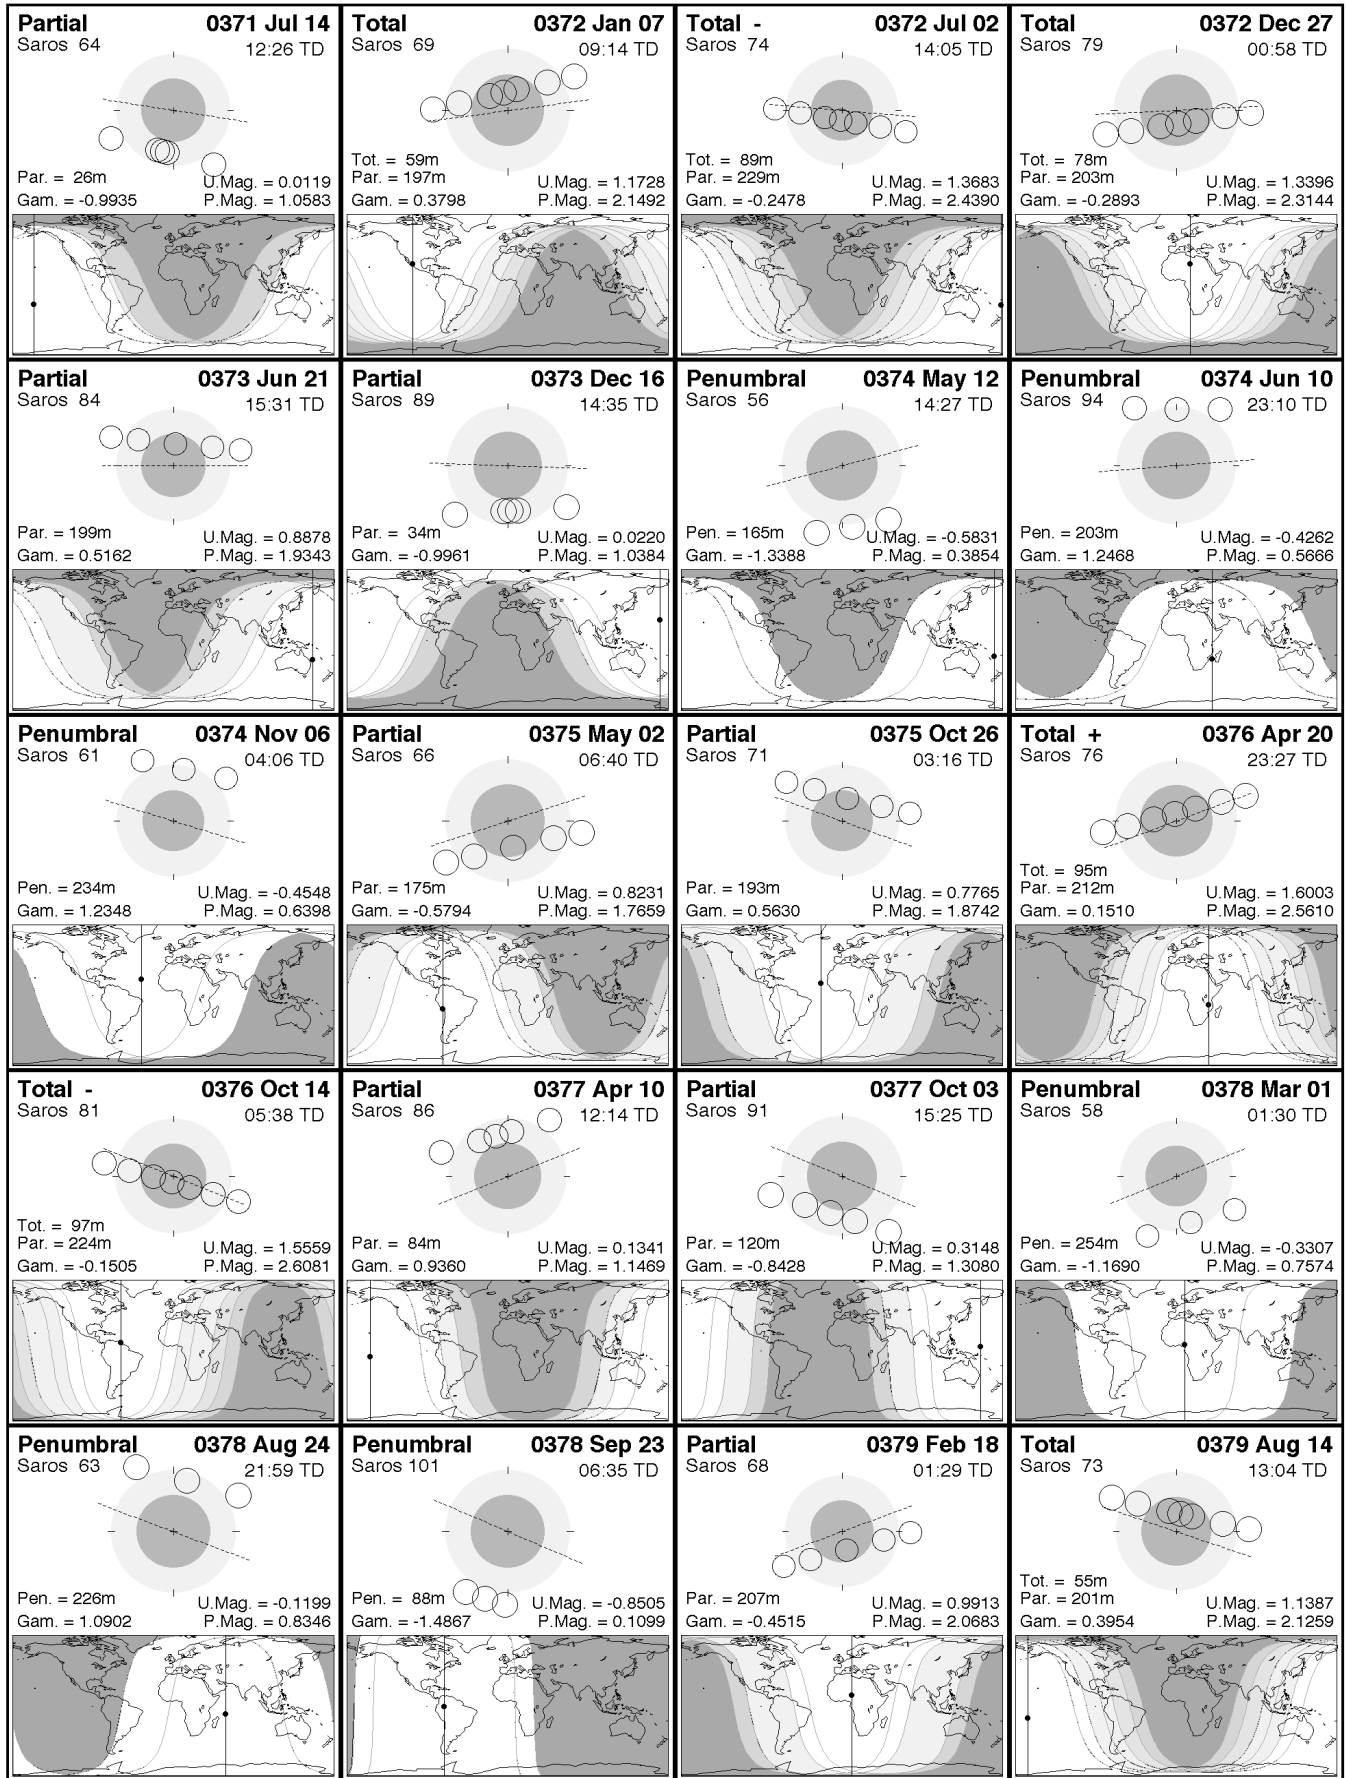 Partial 0371 Jul 14
Saros 64 12:26 TD
Par. = 26m U.Mag. = 0.0119
Gam. = -0.9935 P.Mag. = 1.0583
Total 0372 Jan 07
Saros 69 09:14 TD
Tot. = 59m
Par. = 197m U.Mag. = 1.1728
Gam. = 0.3798 P.Mag. = 2.1492
Total - 0372 Jul 02
Saros 74 14:05 TD
Tot. = 89m
Par. = 229m U.Mag. = 1.3683
Gam. = -0.2478 P.Mag. = 2.4390
Total 0372 Dec 27
Saros 79 00:58 TD
Tot. = 78m
Par. = 203m U.Mag. = 1.3396
Gam. = -0.2893 P.Mag. = 2.3144
Partial 0373 Jun 21
Saros 84 15:31 TD
Par. = 199m U.Mag. = 0.8878
Gam. = 0.5162 P.Mag. = 1.9343
Partial 0373 Dec 16
Saros 89 14:35 TD
Par. = 34m U.Mag. = 0.0220
Gam. = -0.9961 P.Mag. = 1.0384
Penumbral 0374 May 12
Saros 56 14:27 TD
Pen. = 165m U.Mag. = -0.5831
Gam. = -1.3388 P.Mag. = 0.3854
Penumbral 0374 Jun 10
Saros 94 23:10 TD
Pen. = 203m U.Mag. = -0.4262
Gam. = 1.2468 P.Mag. = 0.5666
Penumbral 0374 Nov 06
Saros 61 04:06 TD
Pen. = 234m U.Mag. = -0.4548
Gam. = 1.2348 P.Mag. = 0.6398
Partial 0375 May 02
Saros 66 06:40 TD
Par. = 175m U.Mag. = 0.8231
Gam. = -0.5794 P.Mag. = 1.7659
Partial 0375 Oct 26
Saros 71 03:16 TD
Par. = 193m U.Mag. = 0.7765
Gam. = 0.5630 P.Mag. = 1.8742
Total + 0376 Apr 20
Saros 76 23:27 TD
Tot. = 95m
Par. = 212m U.Mag. = 1.6003
Gam. = 0.1510 P.Mag. = 2.5610
Total - 0376 Oct 14
Saros 81 05:38 TD
Tot. = 97m
Par. = 224m U.Mag. = 1.5559
Gam. = -0.1505 P.Mag. = 2.6081
Partial 0377 Apr 10
Saros 86 12:14 TD
Par. = 84m U.Mag. = 0.1341
Gam. = 0.9360 P.Mag. = 1.1469
Partial 0377 Oct 03
Saros 91 15:25 TD
Par. = 120m U.Mag. = 0.3148
Gam. = -0.8428 P.Mag. = 1.3080
Penumbral 0378 Mar 01
Saros 58 01:30 TD
Pen. = 254m U.Mag. = -0.3307
Gam. = -1.1690 P.Mag. = 0.7574
Penumbral 0378 Aug 24
Saros 63 21:59 TD
Pen. = 226m U.Mag. = -0.1199
Gam. = 1.0902 P.Mag. = 0.8346
Penumbral 0378 Sep 23
Saros 101 06:35 TD
Pen. = 88m U.Mag. = -0.8505
Gam. = -1.4867 P.Mag. = 0.1099
Partial 0379 Feb 18
Saros 68 01:29 TD
Par. = 207m U.Mag. = 0.9913
Gam. = -0.4515 P.Mag. = 2.0683
Total 0379 Aug 14
Saros 73 13:04 TD
Tot. = 55m
Par. = 201m U.Mag. = 1.1387
Gam. = 0.3954 P.Mag. = 2.1259